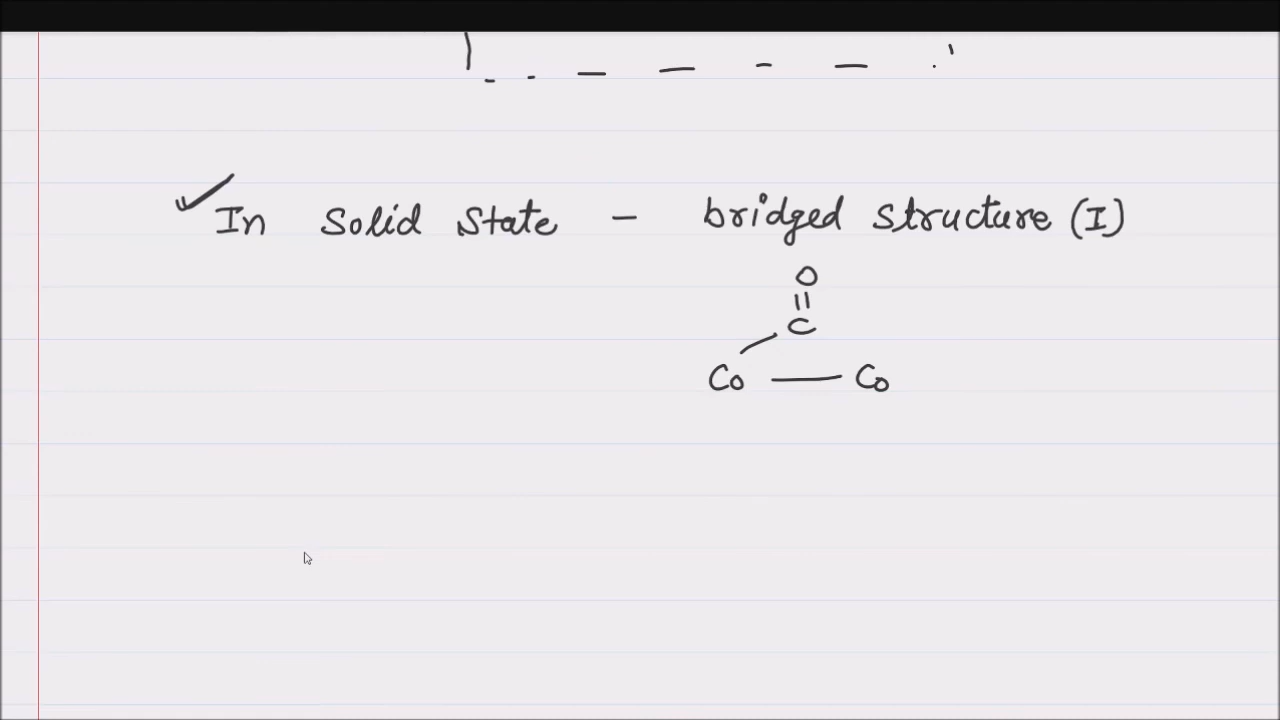 In Solid State - bridged structure (I)
O
C
Co — Co